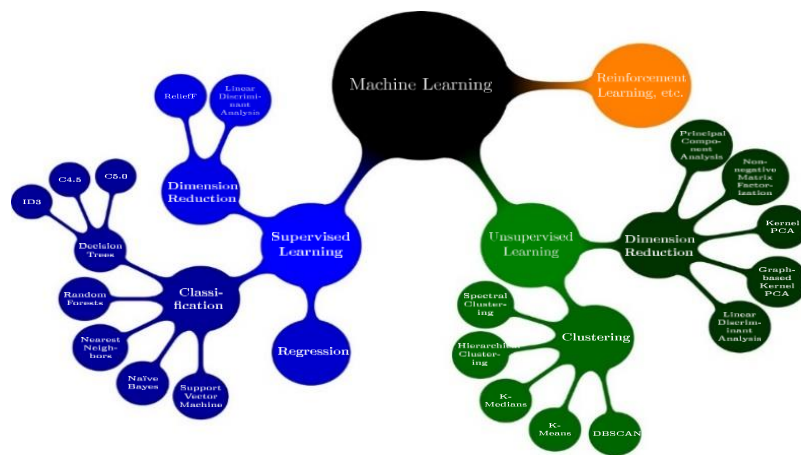 Machine Learning
Reinforcement
Learning, etc.
ReliefF
Linear
Discrimi-
nant
Analysis
Dimension
Reduction
C4.5
C5.0
ID3
Decision
Trees
Supervised
Learning
Classi-
fication
Random
Forests
Nearest
Neigh-
bors
Naïve
Bayes
Support
Vector
Machine
Regression
Unsupervised
Learning
Dimension
Reduction
Principal
Compo-
nent
Analysis
Non-
negative
Matrix
Factor-
ization
Kernel
PCA
Graph-
based
Kernel
PCA
Linear
Discrim-
inant
Analysis
Clustering
Spectral
Cluster-
ing
Hierarchical
Cluster-
ing
K-
Medians
K-
Means
DBSCAN